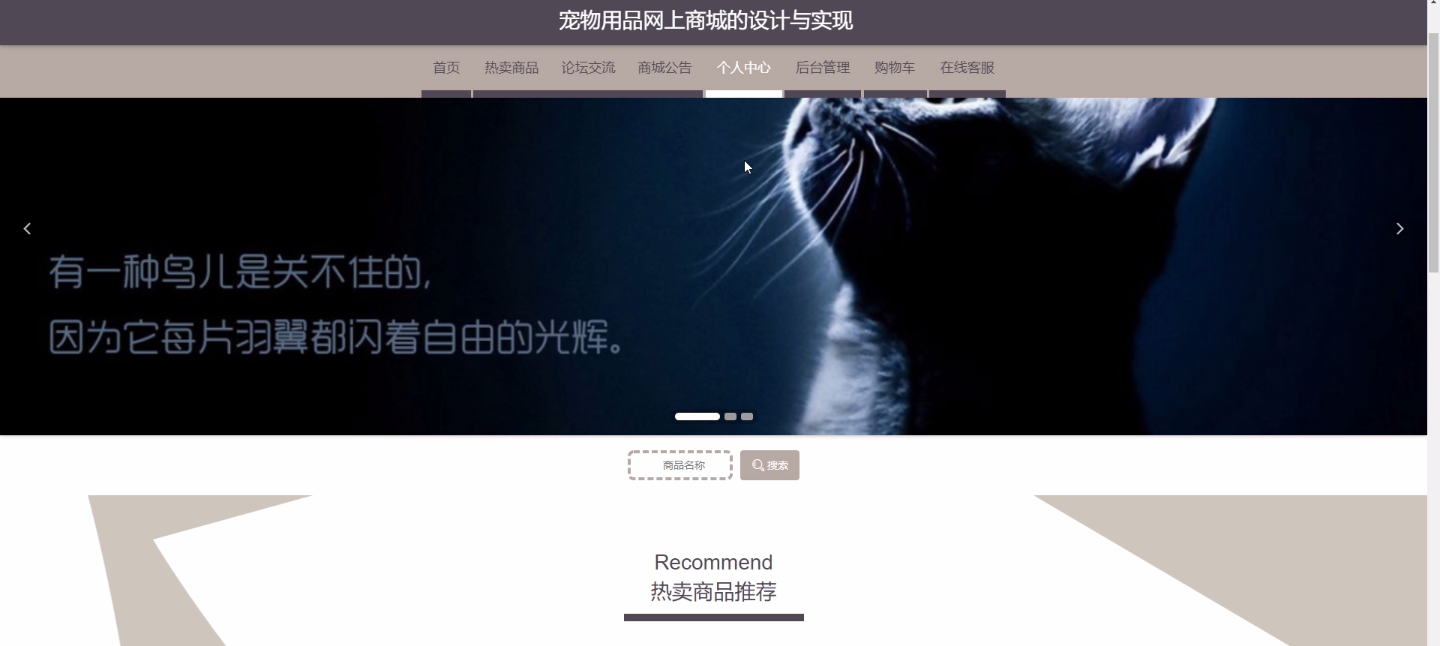 宠物用品网上商城的设计与实现
首页 热卖商品 论坛交流 商城公告 个人中心 后台管理 购物车 在线客服
有一种鸟儿是关不住的,
因为它每片羽翼都闪着自由的光辉。
商品名称 搜索
Recommend
热卖商品推荐